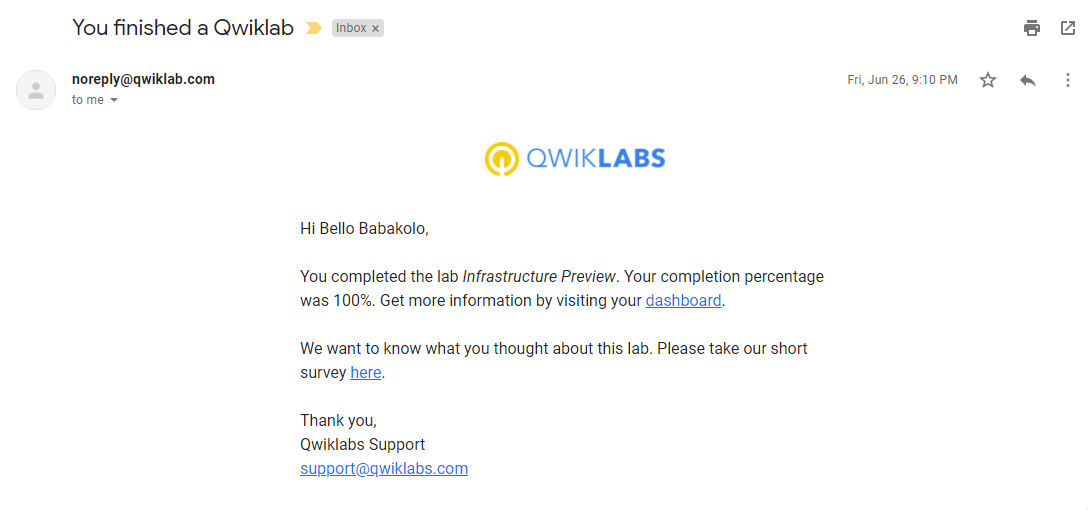 You finished a Qwiklab
Inbox x
noreply@qwiklab.com
Fri, Jun 26, 9:10 PM
to me
QWIKLABS
Hi Bello Babakolo,
You completed the lab Infrastructure Preview. Your completion percentage
was 100%. Get more information by visiting your dashboard.
We want to know what you thought about this lab. Please take our short
survey here.
Thank you,
Qwiklabs Support
support@qwiklabs.com